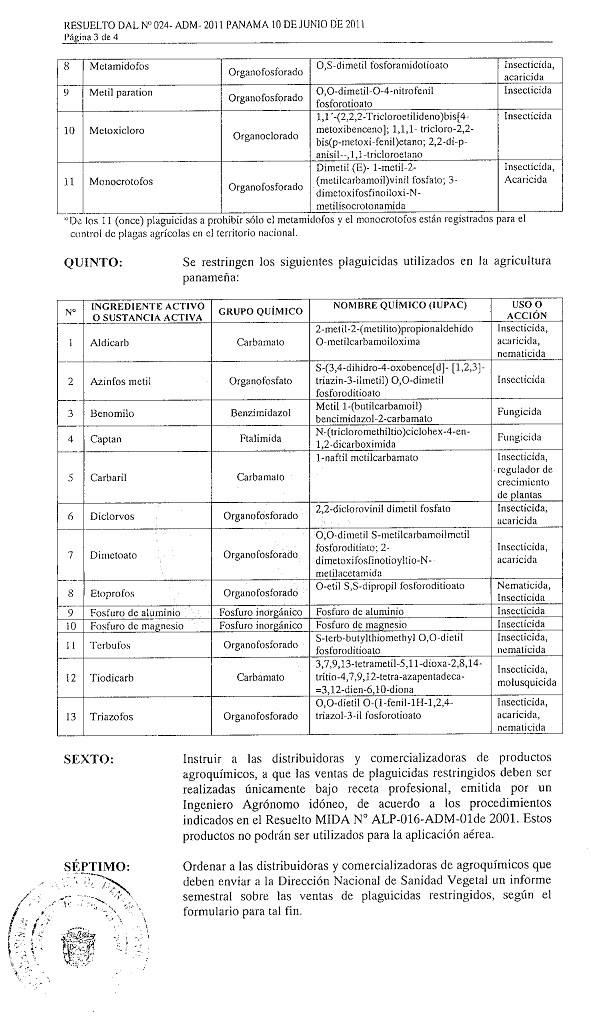 RESUELTO DAL Nº 024- ADM- 2011 PANAMA 10 DE JUNIO DE 2011
Página 3 de 4
8 Metamidofos Organofosforado O,S-dimetil fosforamidotioato Insecticida, acaricida
9 Metil paration Organofosforado O,O-dimetil-O-4-nitrofenil fosforotioato Insecticida
10 Metoxicloro Organoclorado 1,1´-(2,2,2-Tricloroetilideno)bis[4-metoxibenceno]; 1,1,1- tricloro-2,2-bis(p-metoxi-fenil)etano; 2,2-di-p-anisil--,1,1-tricloroetano Insecticida
11 Monocrotofos Organofosforado Dimetil (E)- 1-metil-2-(metilcarbamoil)vinil fosfato; 3-dimetoxifosfinoiloxi-N-metilisocrotonamida Insecticida, Acaricida
*De los 11 (once) plaguicidas a prohibir sólo el metamidofos y el monocrotofos están registrados para el
control de plagas agrícolas en el territorio nacional.
QUINTO: Se restringen los siguientes plaguicidas utilizados en la agricultura
panameña:
Nº INGREDIENTE ACTIVO O SUSTANCIA ACTIVA GRUPO QUÍMICO NOMBRE QUÍMICO (IUPAC) USO O ACCIÓN
1 Aldicarb Carbamato 2-metil-2-(metilito)propionaldehído O-metilcarbamoiloxima Insecticida, acaricida, nematicida
2 Azinfos metil Organofosfato S-(3,4-dihidro-4-oxobence[d]- [1,2,3]-triazin-3-ilmetil) O,O-dimetil fosforoditioato Insecticida
3 Benomilo Benzimidazol Metil 1-(butilcarbamoil) bencimidazol-2-carbamato Fungicida
4 Captan Ftalimida N-(triclorometiltio)ciclohex-4-en-1,2-dicarboximida Fungicida
5 Carbaril Carbamato 1-naftil metilcarbamato Insecticida, regulador de crecimiento de plantas
6 Diclorvos Organofosforado 2,2-diclorovinil dimetil fosfato Insecticida, acaricida
7 Dimetoato Organofosforado O,O-dimetil S-metilcarbamoilmetil fosforoditiato; 2-dimetoxifosfinotioyltio-N-metilacetamida Insecticida, acaricida
8 Etoprofos Organofosforado O-etil S,S-dipropil fosforoditioato Nematicida, Insecticida
9 Fosfuro de aluminio Fosfuro inorgánico Fosfuro de aluminio Insecticida
10 Fosfuro de magnesio Fosfuro inorgánico Fosfuro de magnesio Insecticida
11 Terbufos Organofosforado S-terb-butylthiomethyl O,O-dietil fosforoditioato Insecticida, nematicida
12 Tiodicarb Carbamato 3,7,9,13-tetrametil-5,11-dioxa-2,8,14-tritio-4,7,9,12-tetra-azapentadeca-=3,12-dien-6,10-diona Insecticida, molusquicida
13 Triazofos Organofosforado O,O-dietil O-(1-fenil-1H-1,2,4-triazol-3-il fosforotioato Insecticida, acaricida, nematicida
SEXTO: Instruir a las distribuidoras y comercializadoras de productos
agroquímicos, a que las ventas de plaguicidas restringidos deben ser
realizadas únicamente bajo receta profesional, emitida por un
Ingeniero Agrónomo idóneo, de acuerdo a los procedimientos
indicados en el Resuelto MIDA Nº ALP-016-ADM-01de 2001. Estos
productos no podrán ser utilizados para la aplicación aérea.
SÉPTIMO: Ordenar a las distribuidoras y comercializadoras de agroquímicos que
deben enviar a la Dirección Nacional de Sanidad Vegetal un informe
semestral sobre las ventas de plaguicidas restringidos, según el
formulario para tal fin.